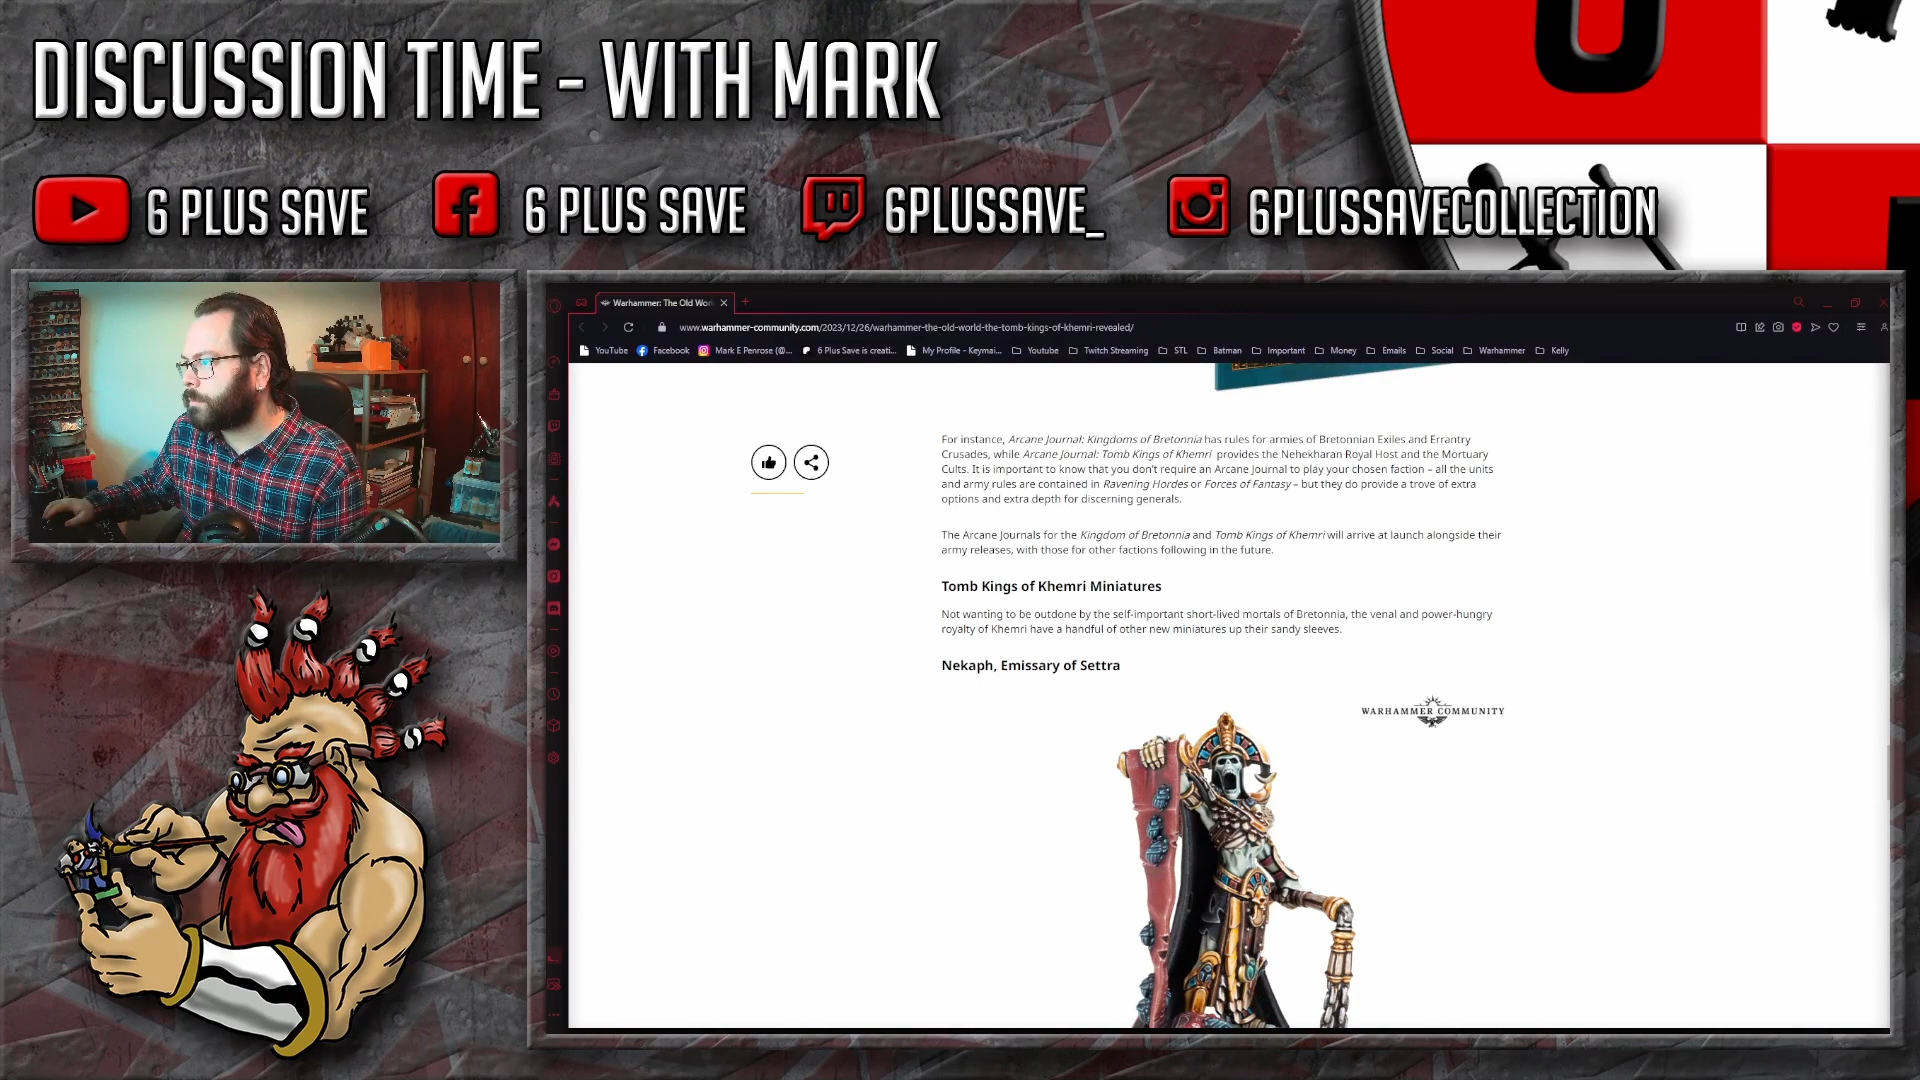 DISCUSSION TIME - WITH MARK
6 PLUS SAVE
6 PLUS SAVE
6PLUSSAVE_
6PLUSSAVECOLLECTION
Warhammer: The Old Wor
www.warhammer-community.com/2023/12/26/warhammer-the-old-world-the-tomb-kings-of-khemri-revealed/
YouTube Facebook Mark E Penrose (@... 6 Plus Save is creati... My Profile - Keymai... Youtube Twitch Streaming STL Batman Important Money Emails Social Warhammer Kelly
For instance, Arcane Journal: Kingdoms of Bretonnia has rules for armies of Bretonnian Exiles and Errantry
Crusades, while Arcane Journal: Tomb Kings of Khemri provides the Nehekharan Royal Host and the Mortuary
Cults. It is important to know that you don't require an Arcane Journal to play your chosen faction – all the units
and army rules are contained in Ravening Hordes or Forces of Fantasy – but they do provide a trove of extra
options and extra depth for discerning generals.
The Arcane Journals for the Kingdom of Bretonnia and Tomb Kings of Khemri will arrive at launch alongside their
army releases, with those for other factions following in the future.
Tomb Kings of Khemri Miniatures
Not wanting to be outdone by the self-important short-lived mortals of Bretonnia, the venal and power-hungry
royalty of Khemri have a handful of other new miniatures up their sandy sleeves.
Nekaph, Emissary of Settra
WARHAMMER COMMUNITY